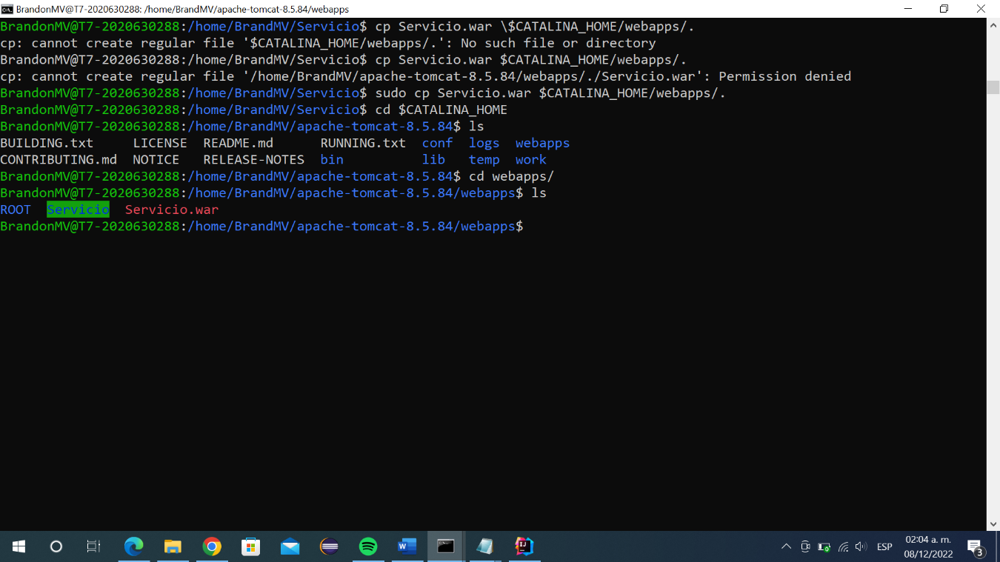 BrandonMV@T7-2020630288: /home/BrandMV/apache-tomcat-8.5.84/webapps
BrandonMV@T7-2020630288:/home/BrandMV/Servicio$ cp Servicio.war \$CATALINA_HOME/webapps/.
cp: cannot create regular file '$CATALINA_HOME/webapps/.': No such file or directory
BrandonMV@T7-2020630288:/home/BrandMV/Servicio$ cp Servicio.war $CATALINA_HOME/webapps/.
cp: cannot create regular file '/home/BrandMV/apache-tomcat-8.5.84/webapps/./Servicio.war': Permission denied
BrandonMV@T7-2020630288:/home/BrandMV/Servicio$ sudo cp Servicio.war $CATALINA_HOME/webapps/.
BrandonMV@T7-2020630288:/home/BrandMV/Servicio$ cd $CATALINA_HOME
BrandonMV@T7-2020630288:/home/BrandMV/apache-tomcat-8.5.84$ ls
BUILDING.txt     LICENSE  README.md      RUNNING.txt  conf  logs  webapps
CONTRIBUTING.md  NOTICE   RELEASE-NOTES  bin          lib   temp  work
BrandonMV@T7-2020630288:/home/BrandMV/apache-tomcat-8.5.84$ cd webapps/
BrandonMV@T7-2020630288:/home/BrandMV/apache-tomcat-8.5.84/webapps$ ls
ROOT  Servicio  Servicio.war
BrandonMV@T7-2020630288:/home/BrandMV/apache-tomcat-8.5.84/webapps$
ESP
02:04 a. m.
08/12/2022
3